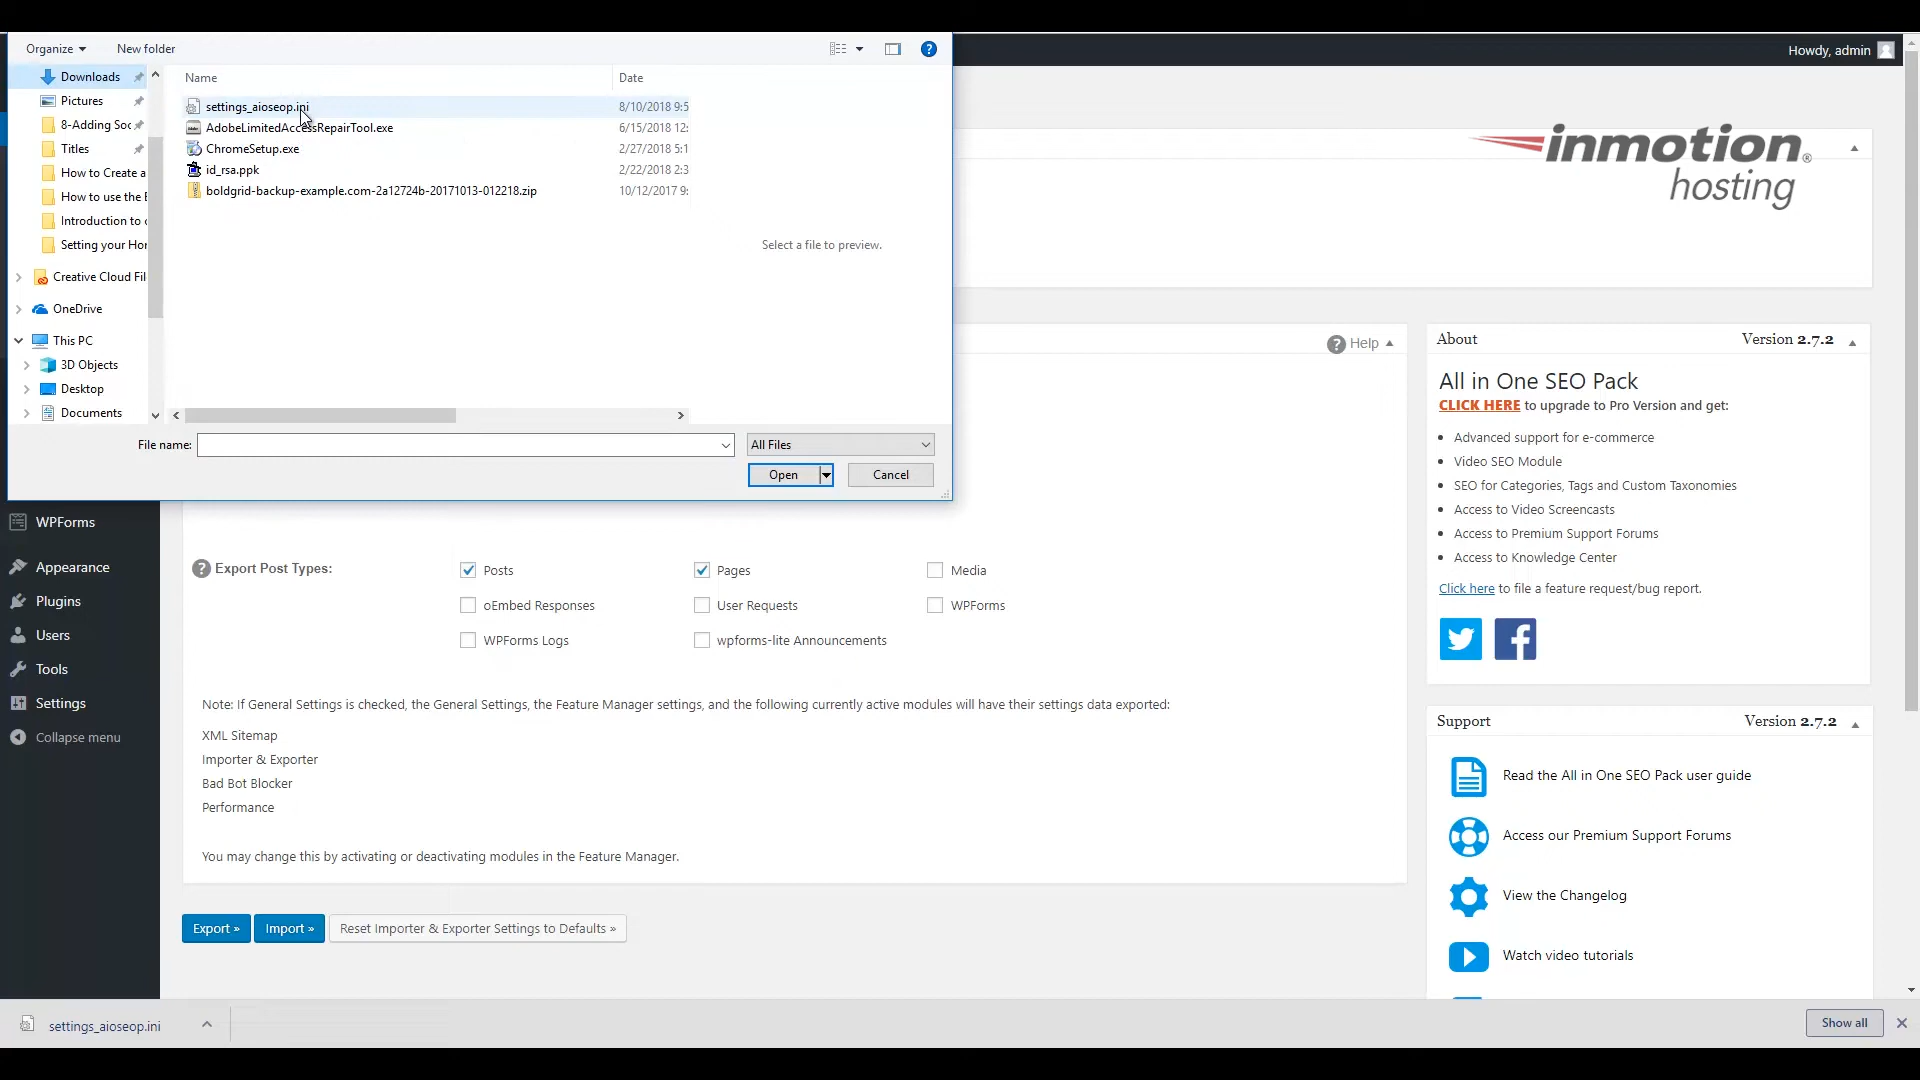 Organize
New folder
Howdy, admin
Name
Date
Downloads
Pictures
8-Adding Soc
Titles
How to Create a
How to use the B
Introduction to c
Setting your Hor
Creative Cloud Fil
OneDrive
This PC
3D Objects
Desktop
Documents
settings_aioseop.ini
8/10/2018 9:5
AdobeLimitedAccessRepairTool.exe
6/15/2018 12:
ChromeSetup.exe
2/27/2018 5:1
id_rsa.ppk
2/22/2018 2:3
boldgrid-backup-example.com-2a12724b-20171013-012218.zip
10/12/2017 9:
Select a file to preview.
File name:
All Files
Open
Cancel
inmotion®
hosting
Help
About
Version 2.7.2
All in One SEO Pack
CLICK HERE to upgrade to Pro Version and get:
Advanced support for e-commerce
Video SEO Module
SEO for Categories, Tags and Custom Taxonomies
Access to Video Screencasts
Access to Premium Support Forums
Access to Knowledge Center
Click here to file a feature request/bug report.
WPForms
Appearance
Plugins
Users
Tools
Settings
Collapse menu
Export Post Types:
Posts
Pages
Media
oEmbed Responses
User Requests
WPForms
WPForms Logs
wpforms-lite Announcements
Note: If General Settings is checked, the General Settings, the Feature Manager settings, and the following currently active modules will have their settings data exported:
XML Sitemap
Importer & Exporter
Bad Bot Blocker
Performance
You may change this by activating or deactivating modules in the Feature Manager.
Export »
Import »
Reset Importer & Exporter Settings to Defaults »
Support
Version 2.7.2
Read the All in One SEO Pack user guide
Access our Premium Support Forums
View the Changelog
Watch video tutorials
settings_aioseop.ini
Show all